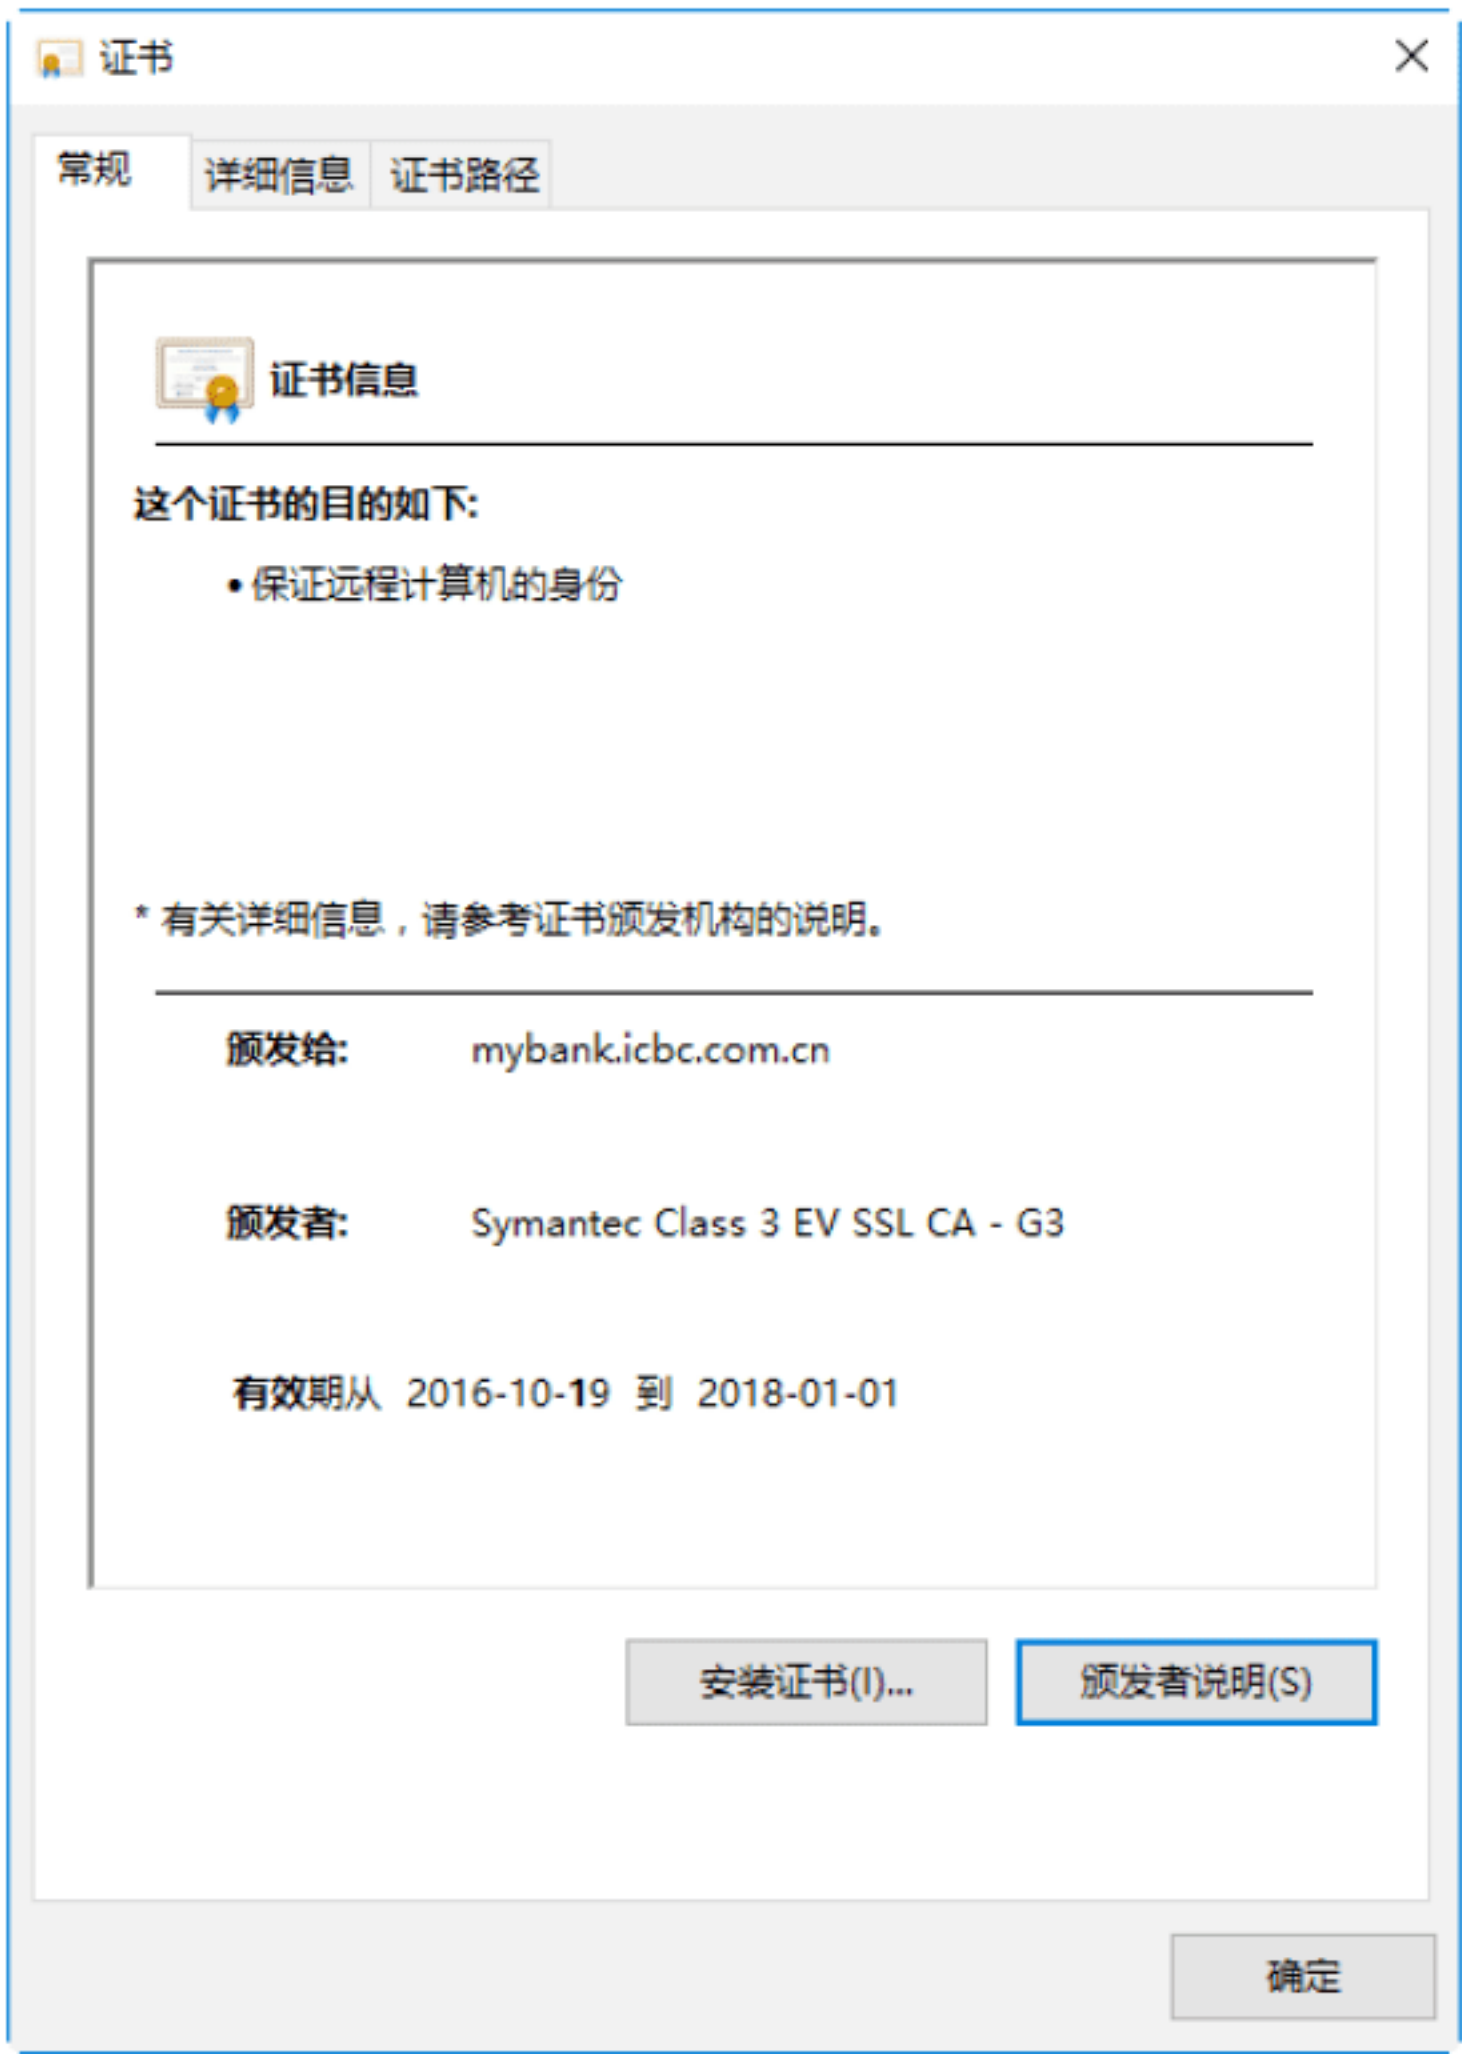 证书
常规
详细信息
证书路径
证书信息
这个证书的目的如下:
• 保证远程计算机的身份
* 有关详细信息，请参考证书颁发机构的说明。
颁发给: mybank.icbc.com.cn
颁发者: Symantec Class 3 EV SSL CA - G3
有效期从 2016-10-19 到 2018-01-01
安装证书(I)...
颁发者说明(S)
确定